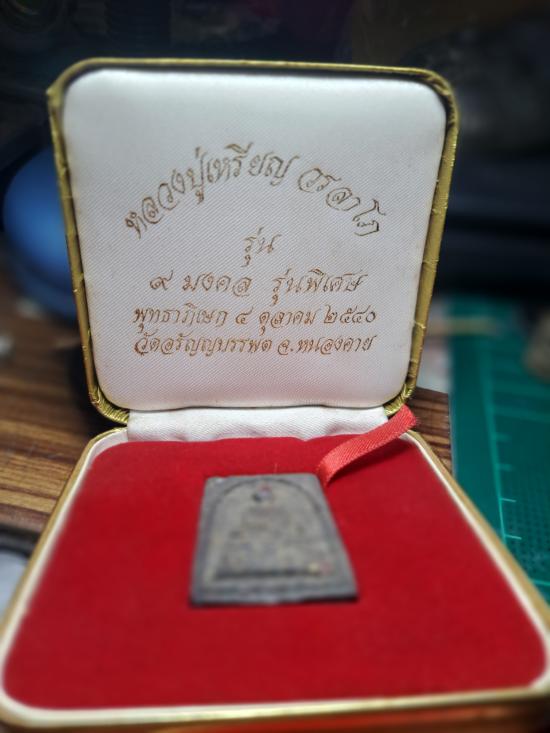 หลวงปู่เหรียญ วรลาโภ
รุ่น
๙ มงคล รุ่นพิเศษ
พุทธาภิเษก ๔ ตุลาคม ๒๕๔๐
วัดอรัญญบรรพต จ.หนองคาย